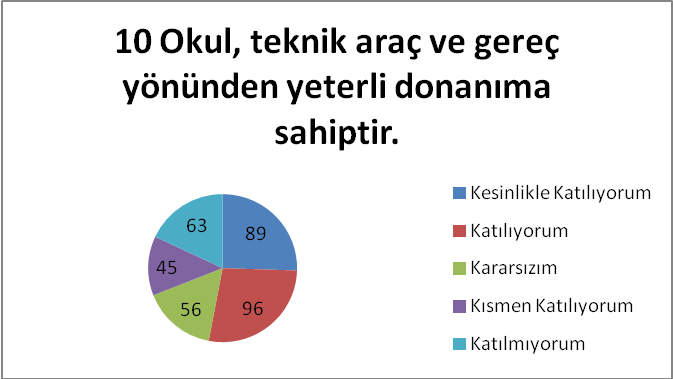 10 Okul, teknik araç ve gereç
yönünden yeterli donanıma
sahiptir.
89
96
56
45
63
Kesinlikle Katılıyorum
Katılıyorum
Kararsızım
Kısmen Katılıyorum
Katılmıyorum